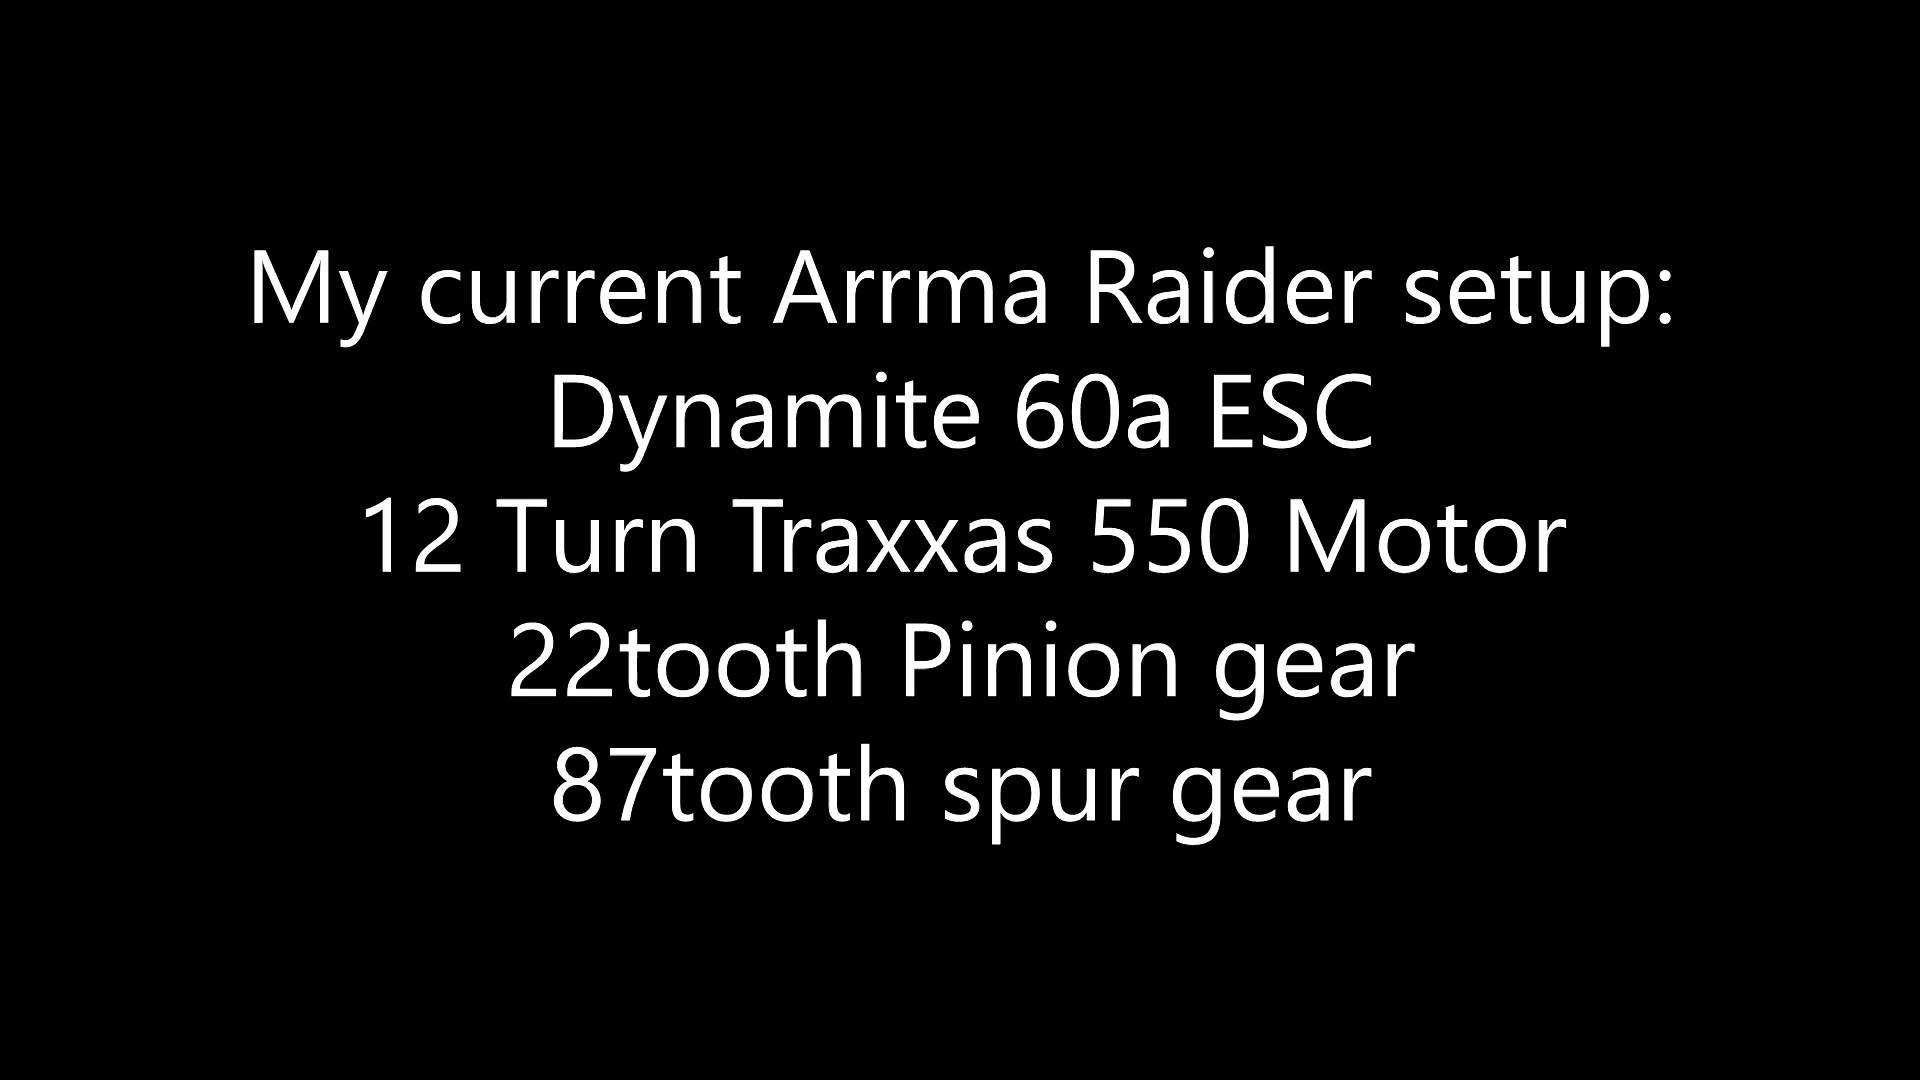 My current Arrma Raider setup:
Dynamite 60a ESC
12 Turn Traxxas 550 Motor
22tooth Pinion gear
87tooth spur gear